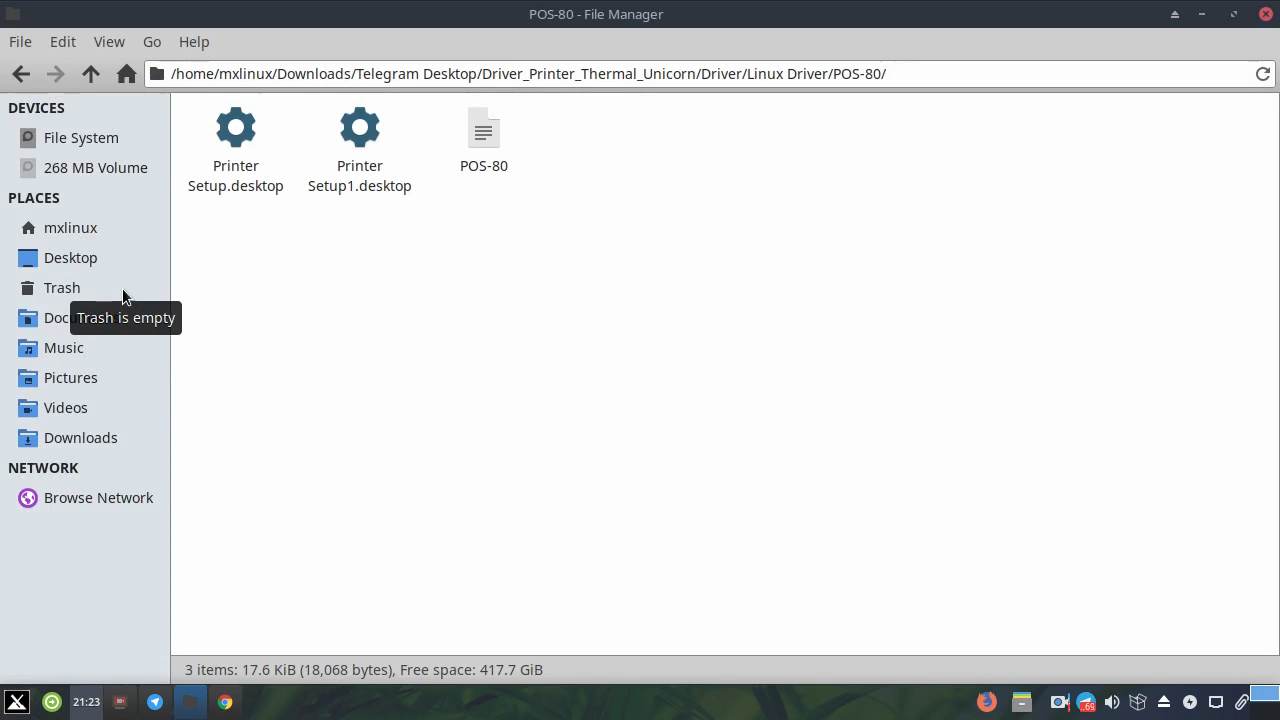 POS-80 - File Manager
File Edit View Go Help
/home/mxlinux/Downloads/Telegram Desktop/Driver_Printer_Thermal_Unicorn/Driver/Linux Driver/POS-80/
DEVICES
File System
268 MB Volume
PLACES
mxlinux
Desktop
Trash
Trash is empty
Music
Pictures
Videos
Downloads
NETWORK
Browse Network
Printer
Setup.desktop
Printer
Setup1.desktop
POS-80
3 items: 17.6 KiB (18,068 bytes), Free space: 417.7 GiB
21:23